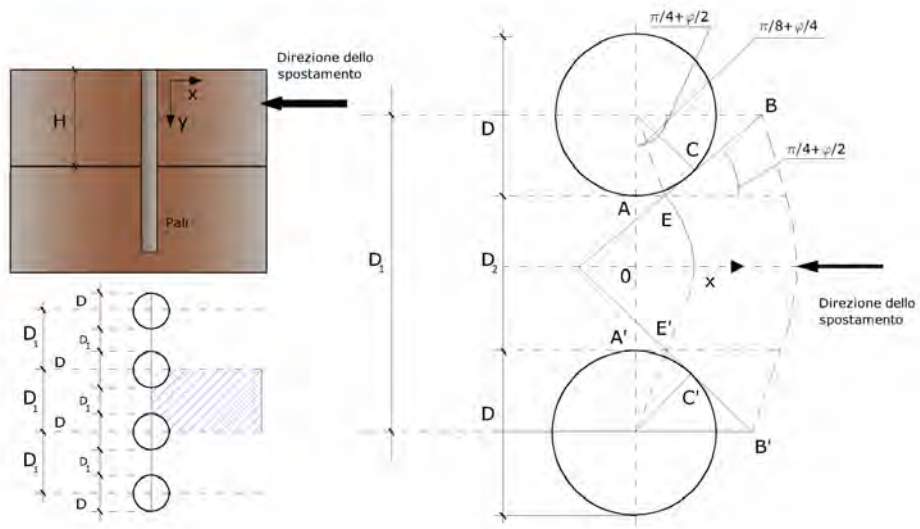 Direzione dello
spostamento
H
x
y
Pali
D
D₁
D₁
D
D₁
D₁
D
D₁
D₁
D
π/4+φ/2
π/8+φ/4
D
B
C
π/4+φ/2
A
E
D₁
D₂
0
x
Direzione dello
spostamento
A'
E'
D
C'
B'